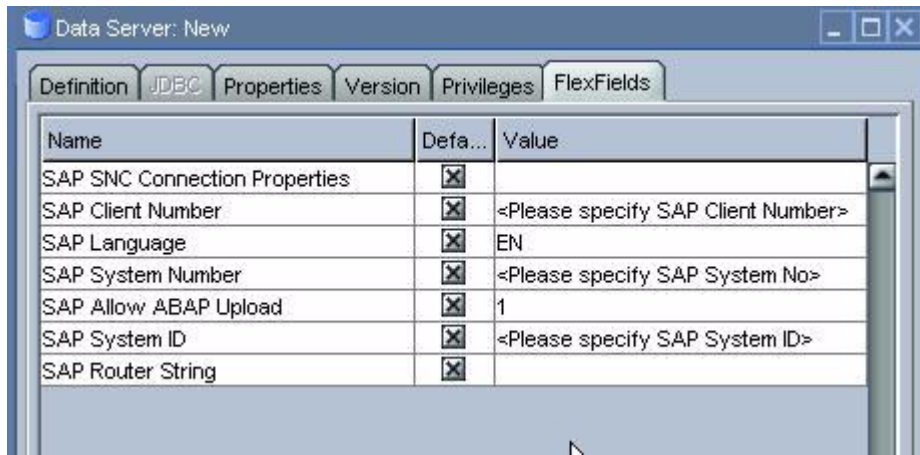 Data Server: New
Definition JDBC Properties Version Privileges FlexFields
Name Defa... Value
SAP SNC Connection Properties
SAP Client Number <Please specify SAP Client Number>
SAP Language EN
SAP System Number <Please specify SAP System No>
SAP Allow ABAP Upload 1
SAP System ID <Please specify SAP System ID>
SAP Router String